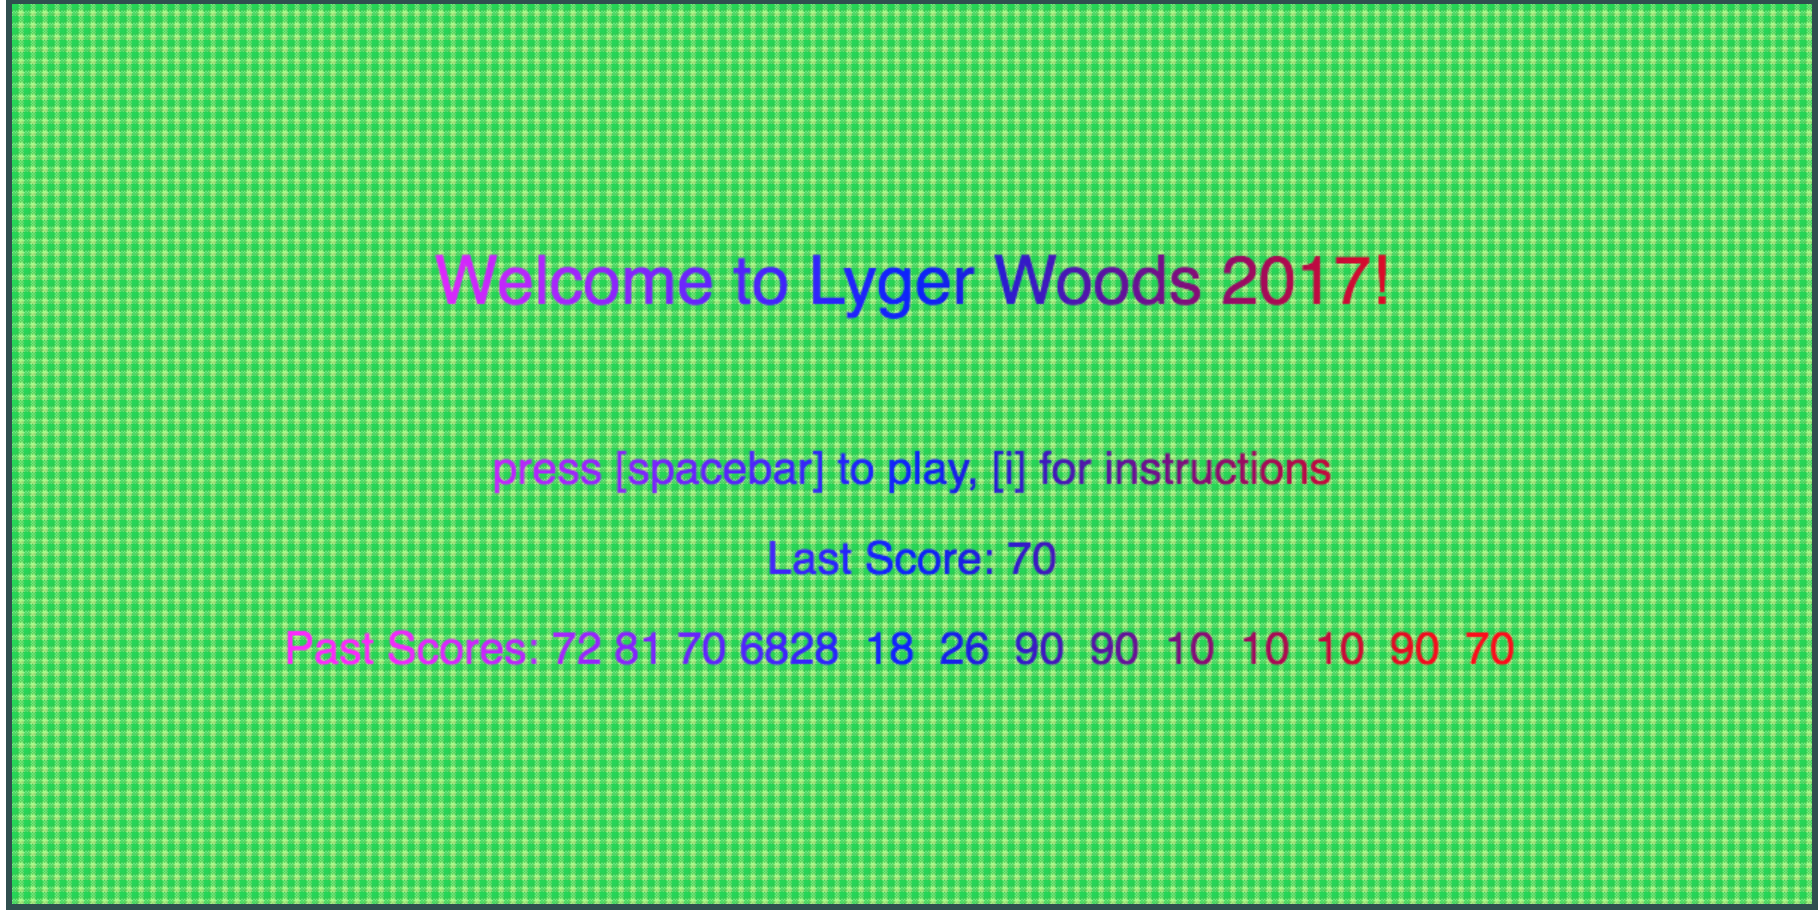 Welcome to Lyger Woods 2017!
press [spacebar] to play, [i] for instructions
Last Score: 70
Past Scores: 72 81 70 6828 18 26 90 90 10 10 10 90 70